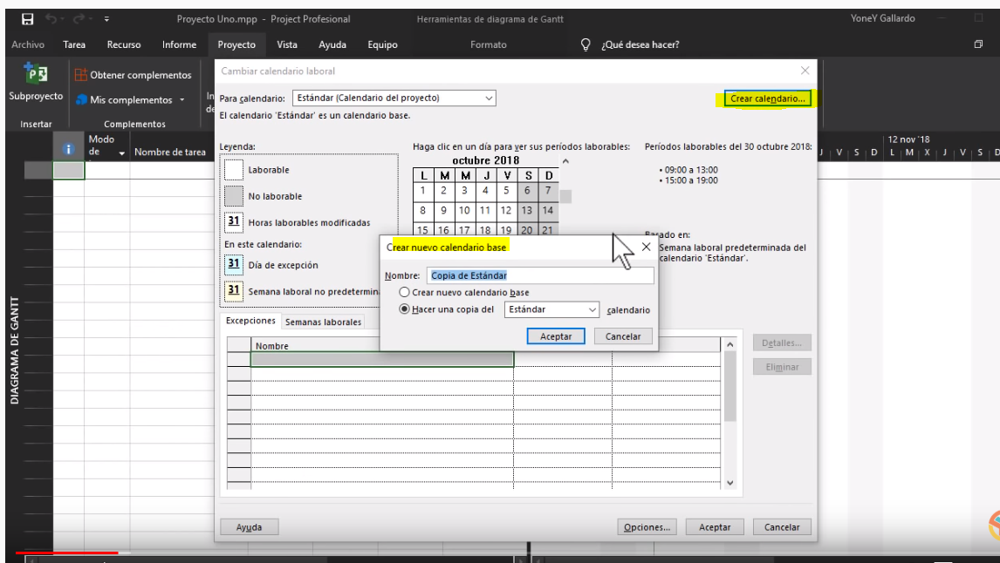 Proyecto Uno.mpp - Project Profesional
Herramientas de diagrama de Gantt
YoneY Gallardo
Archivo Tarea Recurso Informe Proyecto Vista Ayuda Equipo Formato ¿Qué desea hacer?
Subproyecto
Obtener complementos
Mis complementos
Insertar
Complementos
Modo
de
Nombre de tarea
DIAGRAMA DE GANTT
12 nov '18
J V S D L M X J V S D
Cambiar calendario laboral
Para calendario: Estándar (Calendario del proyecto)
Crear calendario...
El calendario 'Estándar' es un calendario base.
Leyenda:
Laborable
No laborable
31 Horas laborables modificadas
En este calendario:
31 Día de excepción
31 Semana laboral no predetermin
Haga clic en un día para ver sus períodos laborables:
octubre 2018
L M M J V S D
1 2 3 4 5 6 7
8 9 10 11 12 13 14
15 16 17 18 19 20 21
Períodos laborables del 30 octubre 2018:
• 09:00 a 13:00
• 15:00 a 19:00
Basado en:
Semana laboral predeterminada del
calendario 'Estándar'.
Crear nuevo calendario base
Nombre: Copia de Estándar
Crear nuevo calendario base
Hacer una copia del Estándar calendario
Aceptar Cancelar
Excepciones Semanas laborales
Nombre
Detalles...
Eliminar
Ayuda
Opciones... Aceptar Cancelar